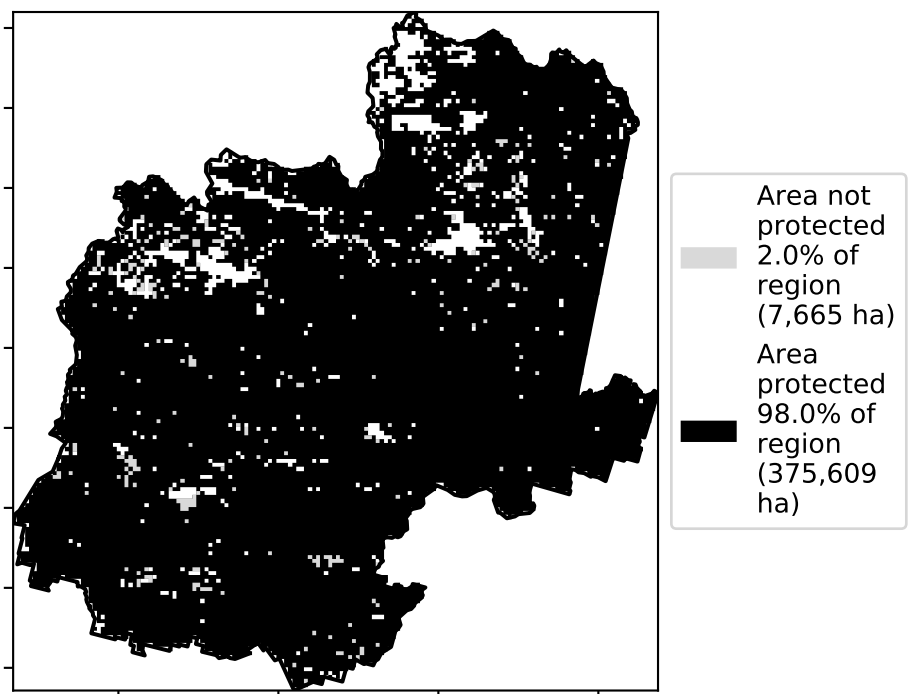 Area not
protected
2.0% of
region
(7,665 ha)
Area
protected
98.0% of
region
(375,609
ha)